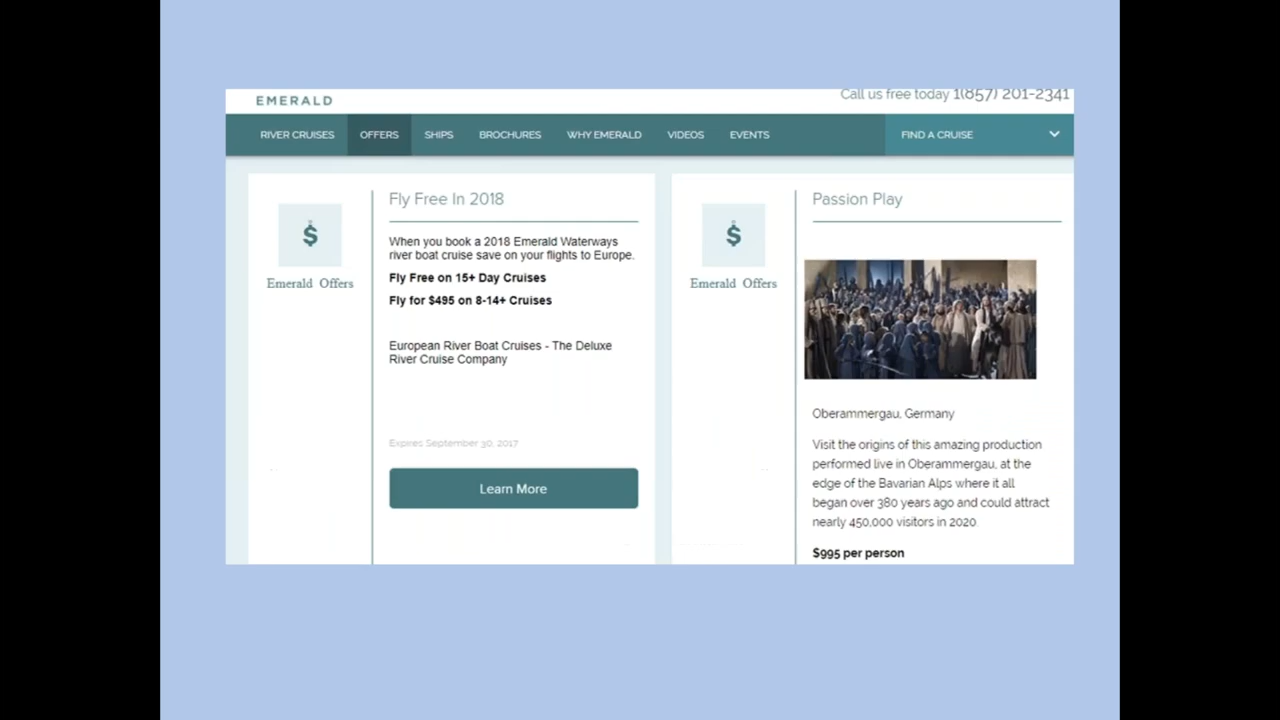 EMERALD
Call us free today 1(857) 201-2341
RIVER CRUISES OFFERS SHIPS BROCHURES WHY EMERALD VIDEOS EVENTS FIND A CRUISE
$
Emerald Offers
Fly Free In 2018
When you book a 2018 Emerald Waterways
river boat cruise save on your flights to Europe.
Fly Free on 15+ Day Cruises
Fly for $495 on 8-14+ Cruises
European River Boat Cruises - The Deluxe
River Cruise Company
Expires September 30, 2017
Learn More
$
Emerald Offers
Passion Play
Oberammergau, Germany
Visit the origins of this amazing production
performed live in Oberammergau, at the
edge of the Bavarian Alps where it all
began over 380 years ago and could attract
nearly 450,000 visitors in 2020.
$995 per person